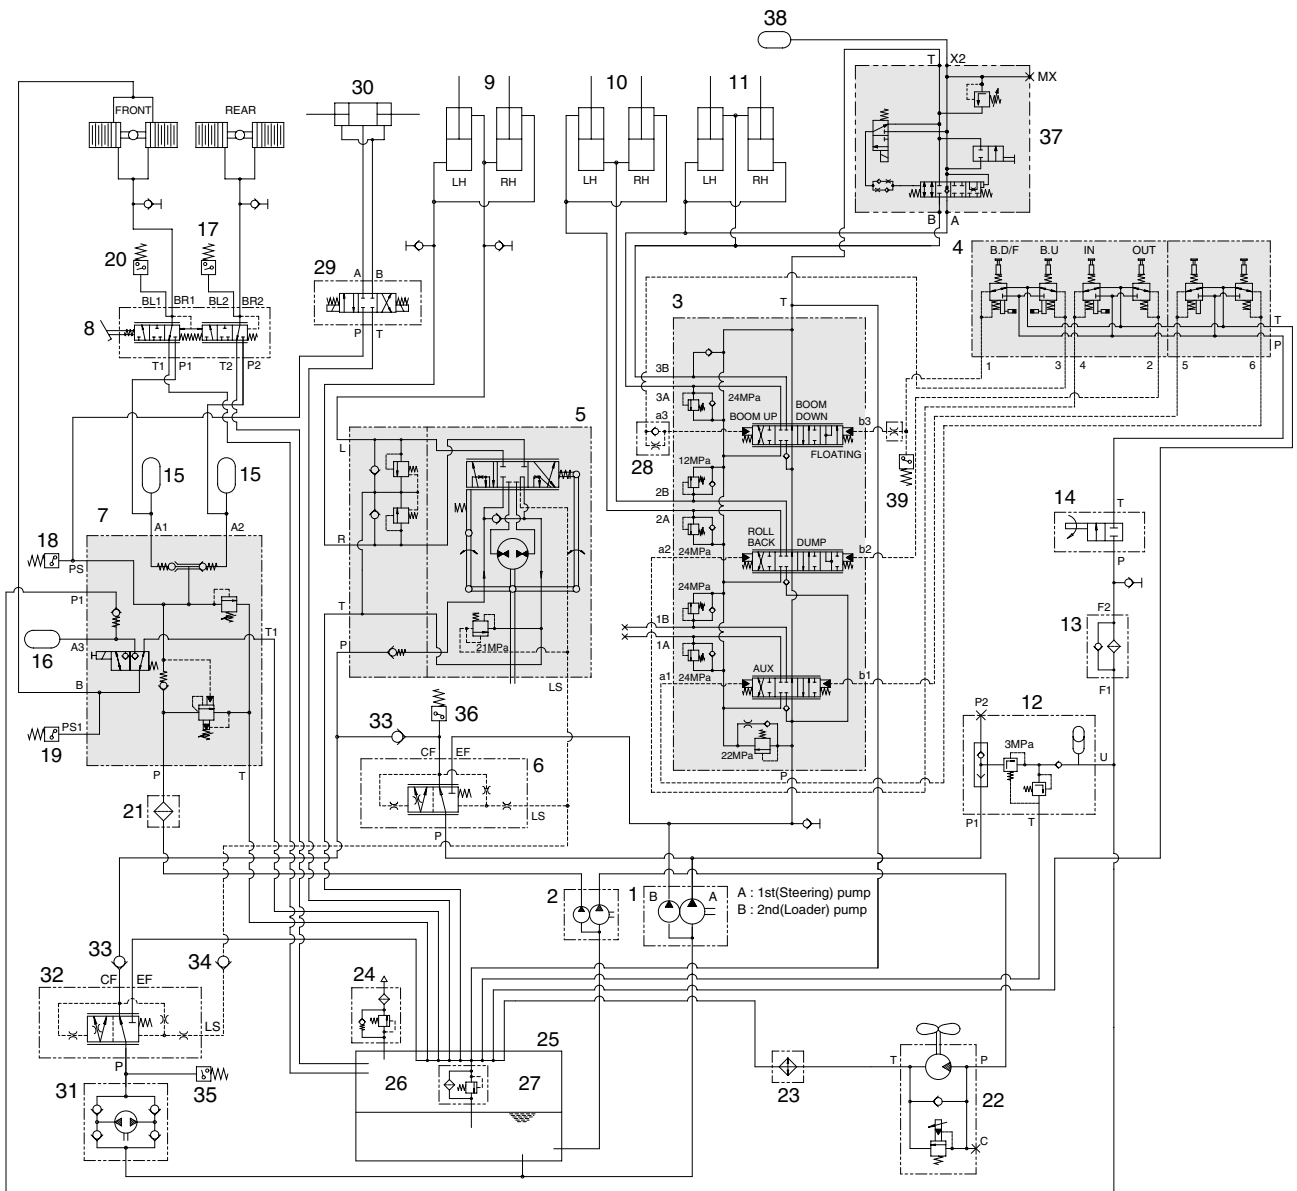 38
T X2
MX
37
B A
30
9
10
11
FRONT
REAR
LH
RH
LH
RH
LH
RH
17
20
29
A B
P T
BL1 BR1 BL2 BR2
8
T1 P1 T2 P2
4
B.D/F B.U IN OUT
T
P
1 3 4 2 5 6
3
T
3B
3A
24MPa
a3
BOOM UP
BOOM
DOWN
FLOATING
b3
28
39
12MPa
2B
2A
24MPa
a2
ROLL
BACK
DUMP
b2
24MPa
1B
1A
24MPa
a1
AUX
b1
22MPa
P
5
L
R
T
P
21MPa
LS
15
15
7
A1
A2
18
PS
P1
16
A3
T1
B
PS1
19
P
T
21
14
T
P
13
F2
F1
12
P2
3MPa
U
P1
T
33
36
CF EF
6
LS
P
2
1
B A
A : 1st(Steering) pump
B : 2nd(Loader) pump
33
34
32
CF EF
LS
P
35
31
24
25
26
27
23
T
P
22
C